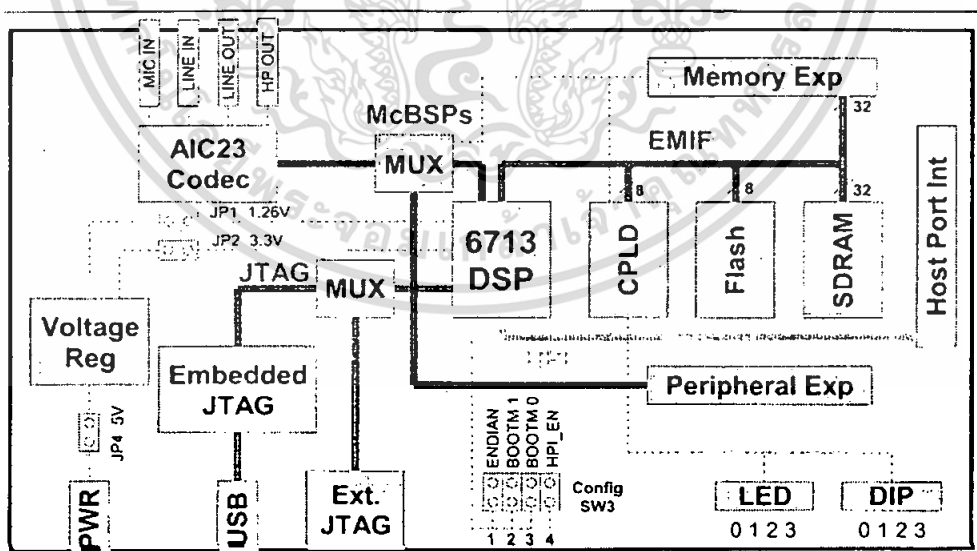 MIC IN
LINE IN
LINE OUT
HP OUT
Memory Exp
32
McBSPs
EMIF
AIC23
Codec
MUX
8
8
32
JP1 1.26V
JP2 3.3V
6713
DSP
CPLD
Flash
SDRAM
Host Port Int
JTAG
MUX
Voltage
Reg
Embedded
JTAG
Peripheral Exp
JP4 5V
ENDIAN
BOOTM 1
BOOTM 0
HPI_EN
Config
SW3
1 2 3 4
PWR
USB
Ext.
JTAG
LED
DIP
0 1 2 3
0 1 2 3